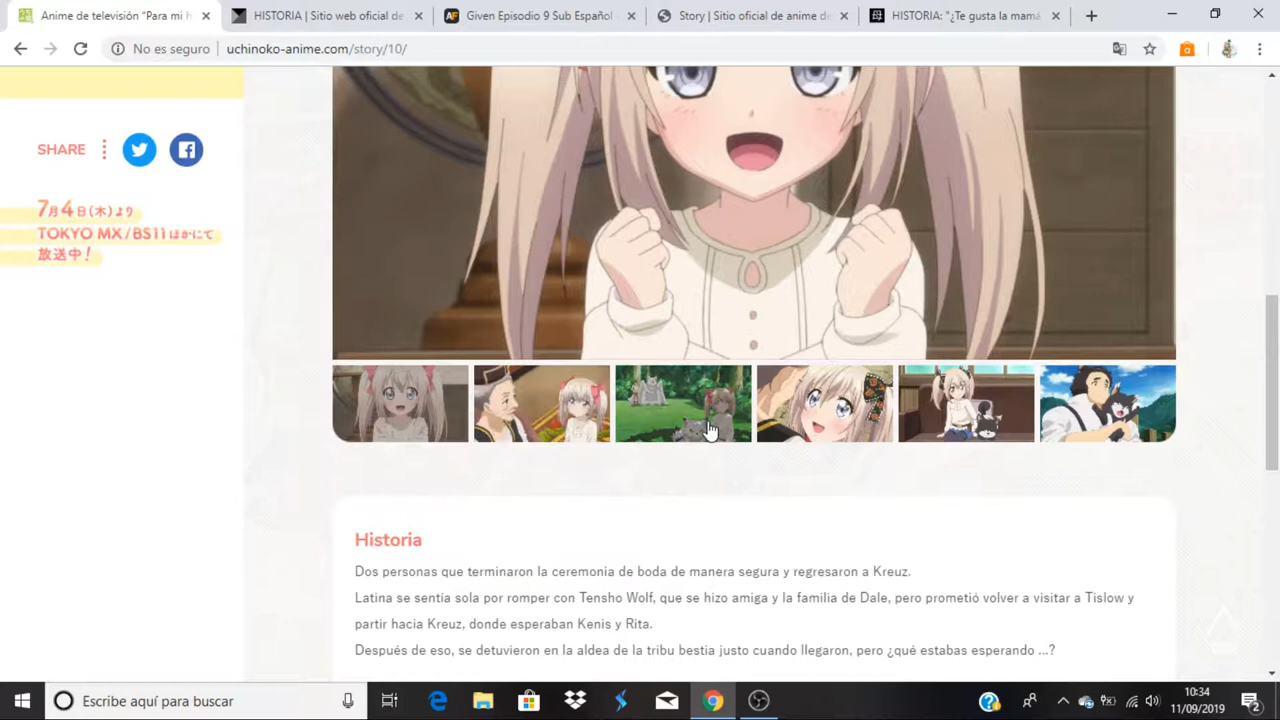 Anime de televisión “Para mi h
HISTORIA | Sitio web oficial de
Given Episodio 9 Sub Español
Story | Sitio oficial de anime de
HISTORIA: "¿Te gusta la mamá
No es seguro
uchinoko-anime.com/story/10/
SHARE
7月4日(木)より
TOKYO MX/BS11ほかにて
放送中!
Historia
Dos personas que terminaron la ceremonia de boda de manera segura y regresaron a Kreuz.
Latina se sentía sola por romper con Tensho Wolf, que se hizo amiga y la familia de Dale, pero prometió volver a visitar a Tislow y
partir hacia Kreuz, donde esperaban Kenis y Rita.
Después de eso, se detuvieron en la aldea de la tribu bestia justo cuando llegaron, pero ¿qué estabas esperando ...?
Escribe aquí para buscar
10:34
11/09/2019
2